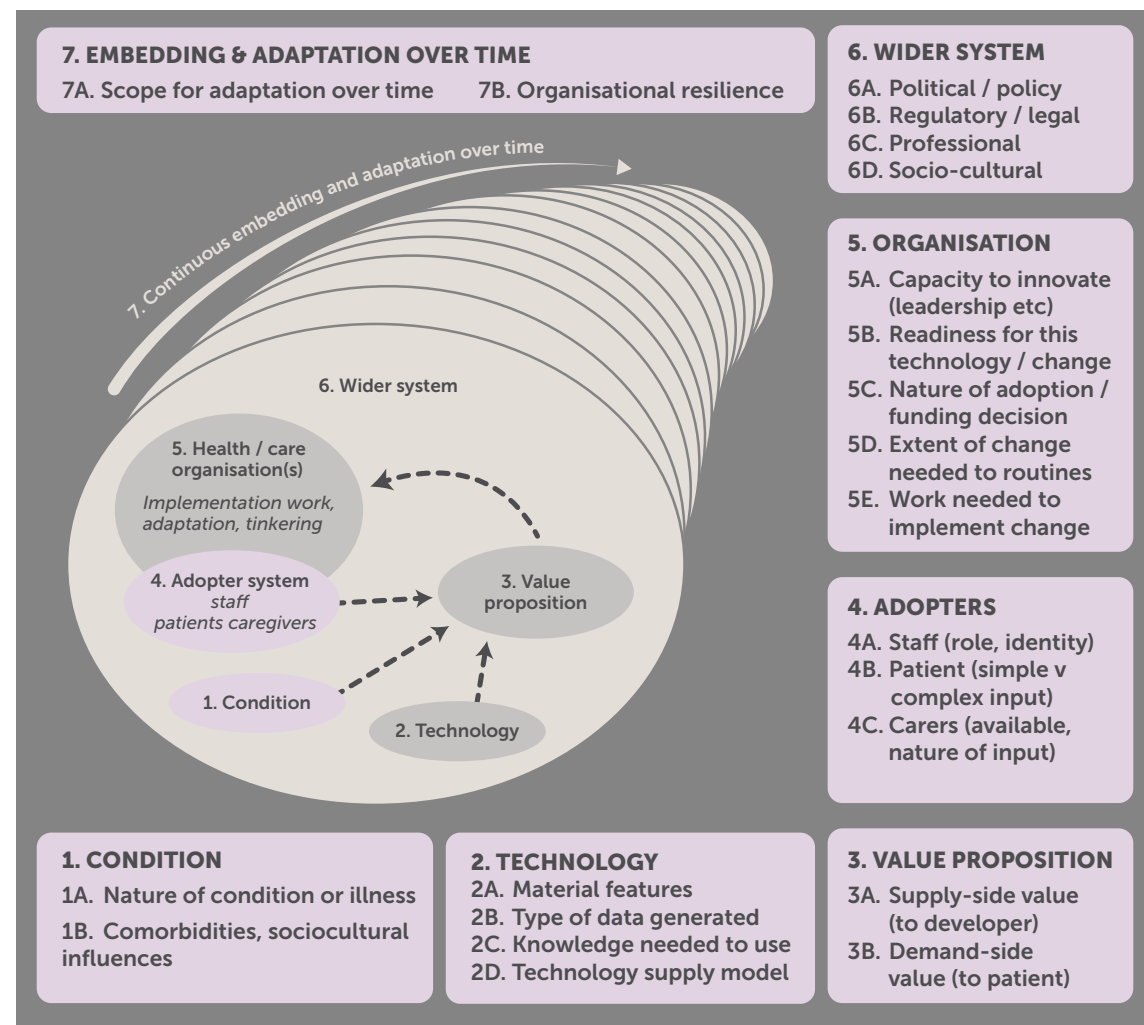 7. EMBEDDING & ADAPTATION OVER TIME
7A. Scope for adaptation over time 7B. Organisational resilience
6. WIDER SYSTEM
6A. Political / policy
6B. Regulatory / legal
6C. Professional
6D. Socio-cultural
7. Continuous embedding and adaptation over time
6. Wider system
5. Health / care
organisation(s)
Implementation work,
adaptation, tinkering
4. Adopter system
staff
patients caregivers
3. Value
proposition
1. Condition
2. Technology
5. ORGANISATION
5A. Capacity to innovate
(leadership etc)
5B. Readiness for this
technology / change
5C. Nature of adoption /
funding decision
5D. Extent of change
needed to routines
5E. Work needed to
implement change
4. ADOPTERS
4A. Staff (role, identity)
4B. Patient (simple v
complex input)
4C. Carers (available,
nature of input)
1. CONDITION
1A. Nature of condition or illness
1B. Comorbidities, sociocultural
influences
2. TECHNOLOGY
2A. Material features
2B. Type of data generated
2C. Knowledge needed to use
2D. Technology supply model
3. VALUE PROPOSITION
3A. Supply-side value
(to developer)
3B. Demand-side
value (to patient)